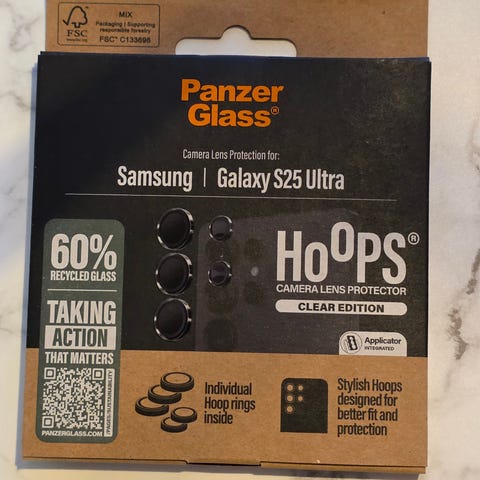 MIX
Packaging | Supporting
responsible forestry
FSC
FSC® C133696
Panzer
Glass®
Camera Lens Protection for:
Samsung | Galaxy S25 Ultra
HoOPS®
CAMERA LENS PROTECTOR
CLEAR EDITION
Applicator
INTEGRATED
60%
RECYCLED GLASS
TAKING
ACTION
THAT MATTERS
PANZERGLASS.COM
PAGES/SUSTAINABILITY
Individual
Hoop rings
inside
Stylish Hoops
designed for
better fit and
protection